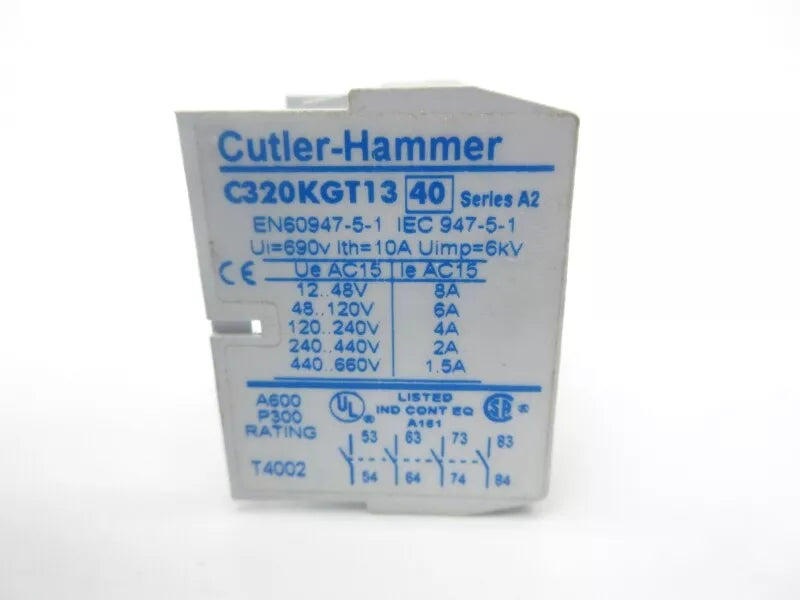 Cutler-Hammer
C320KGT13 40 Series A2
EN60947-5-1 IEC 947-5-1
Ui=690v Ith=10A Uimp=6kV
CE Ue AC15 Ie AC15
12..48V 8A
48..120V 6A
120..240V 4A
240..440V 2A
440..660V 1.5A
A600
P300
RATING
UL ®
LISTED
IND CONT EQ
A161
SA ®
53 63 73 83
T4002
54 64 74 84